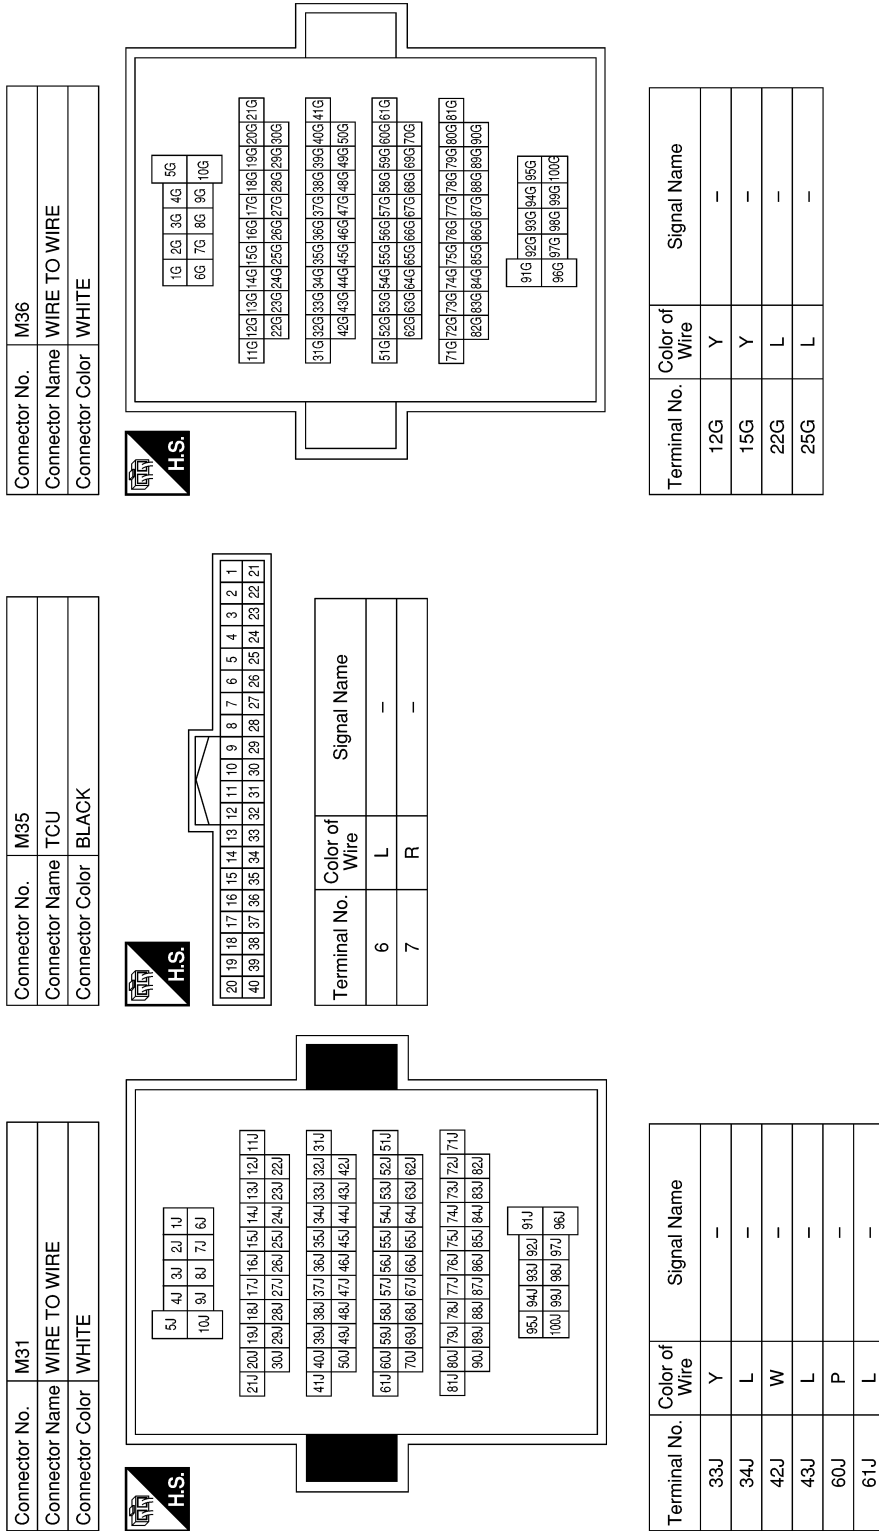 Connector No. M31
Connector Name WIRE TO WIRE
Connector Color WHITE
H.S.
5J 4J 3J 2J 1J
10J 9J 8J 7J 6J
21J 20J 19J 18J 17J 16J 15J 14J 13J 12J 11J
30J 29J 28J 27J 26J 25J 24J 23J 22J
41J 40J 39J 38J 37J 36J 35J 34J 33J 32J 31J
50J 49J 48J 47J 46J 45J 44J 43J 42J
61J 60J 59J 58J 57J 56J 55J 54J 53J 52J 51J
70J 69J 68J 67J 66J 65J 64J 63J 62J
81J 80J 79J 78J 77J 76J 75J 74J 73J 72J 71J
90J 89J 88J 87J 86J 85J 84J 83J 82J
95J 94J 93J 92J 91J
100J 99J 98J 97J 96J
Terminal No. Color of Wire Signal Name
33J Y –
34J L –
42J W –
43J L –
60J P –
61J L –
Connector No. M35
Connector Name TCU
Connector Color BLACK
H.S.
20 19 18 17 16 15 14 13 12 11 10 9 8 7 6 5 4 3 2 1
40 39 38 37 36 35 34 33 32 31 30 29 28 27 26 25 24 23 22 21
Terminal No. Color of Wire Signal Name
6 L –
7 R –
Connector No. M36
Connector Name WIRE TO WIRE
Connector Color WHITE
H.S.
1G 2G 3G 4G 5G
6G 7G 8G 9G 10G
11G 12G 13G 14G 15G 16G 17G 18G 19G 20G 21G
22G 23G 24G 25G 26G 27G 28G 29G 30G
31G 32G 33G 34G 35G 36G 37G 38G 39G 40G 41G
42G 43G 44G 45G 46G 47G 48G 49G 50G
51G 52G 53G 54G 55G 56G 57G 58G 59G 60G 61G
62G 63G 64G 65G 66G 67G 68G 69G 70G
71G 72G 73G 74G 75G 76G 77G 78G 79G 80G 81G
82G 83G 84G 85G 86G 87G 88G 89G 90G
91G 92G 93G 94G 95G
96G 97G 98G 99G 100G
Terminal No. Color of Wire Signal Name
12G Y –
15G Y –
22G L –
25G L –